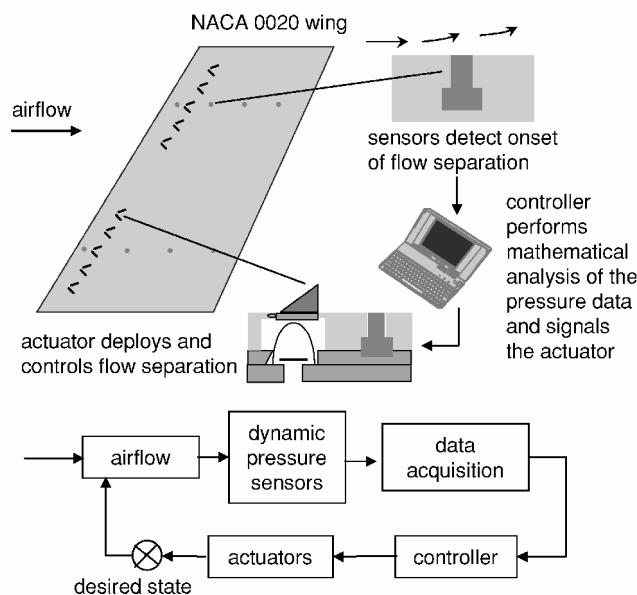 NACA 0020 wing
airflow
sensors detect onset
of flow separation
controller
performs
mathematical
analysis of the
pressure data
and signals
the actuator
actuator deploys and
controls flow separation
airflow
dynamic
pressure
sensors
data
acquisition
controller
actuators
desired state